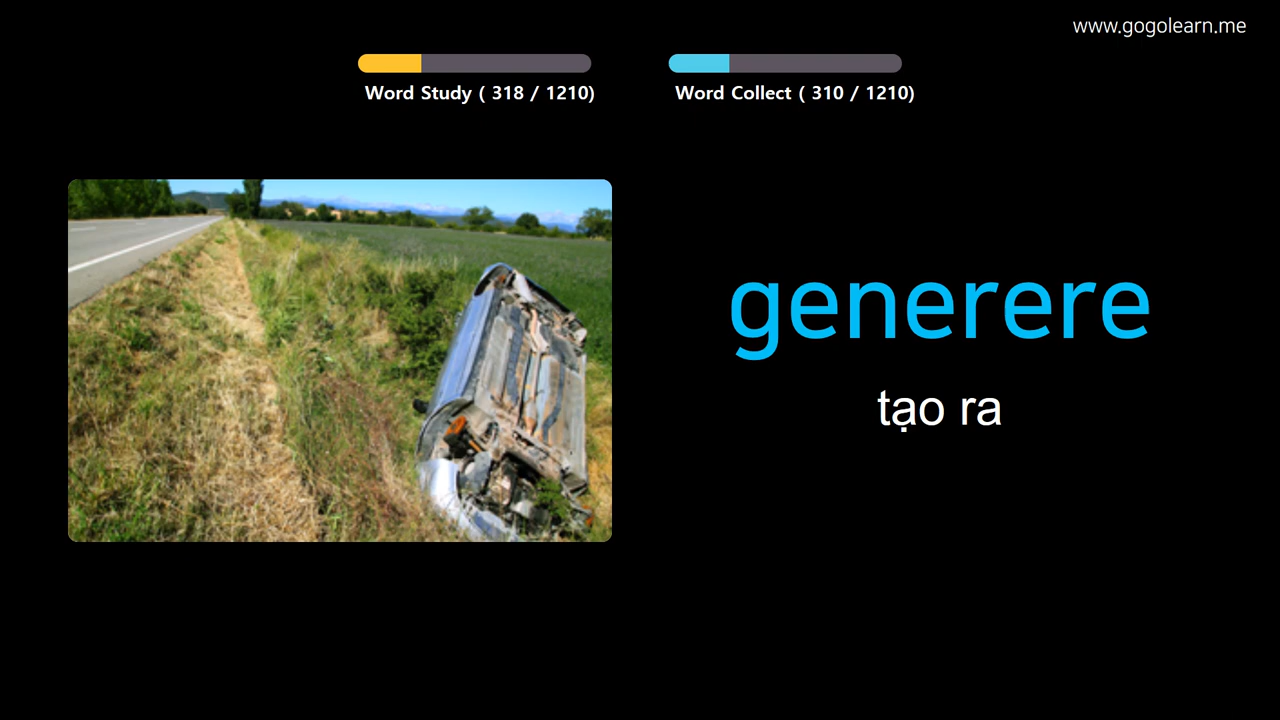 www.gogolearn.me
Word Study ( 318 / 1210)
Word Collect ( 310 / 1210)
generere
tạo ra